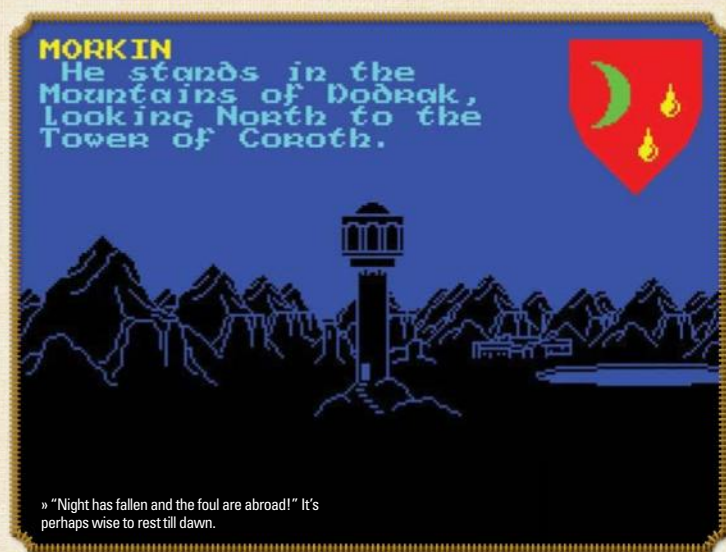 MORKIN
He stands in the
Mountains of Dodrak,
Looking North to the
Tower of Coroth.
» “Night has fallen and the foul are abroad!” It’s
perhaps wise to rest till dawn.